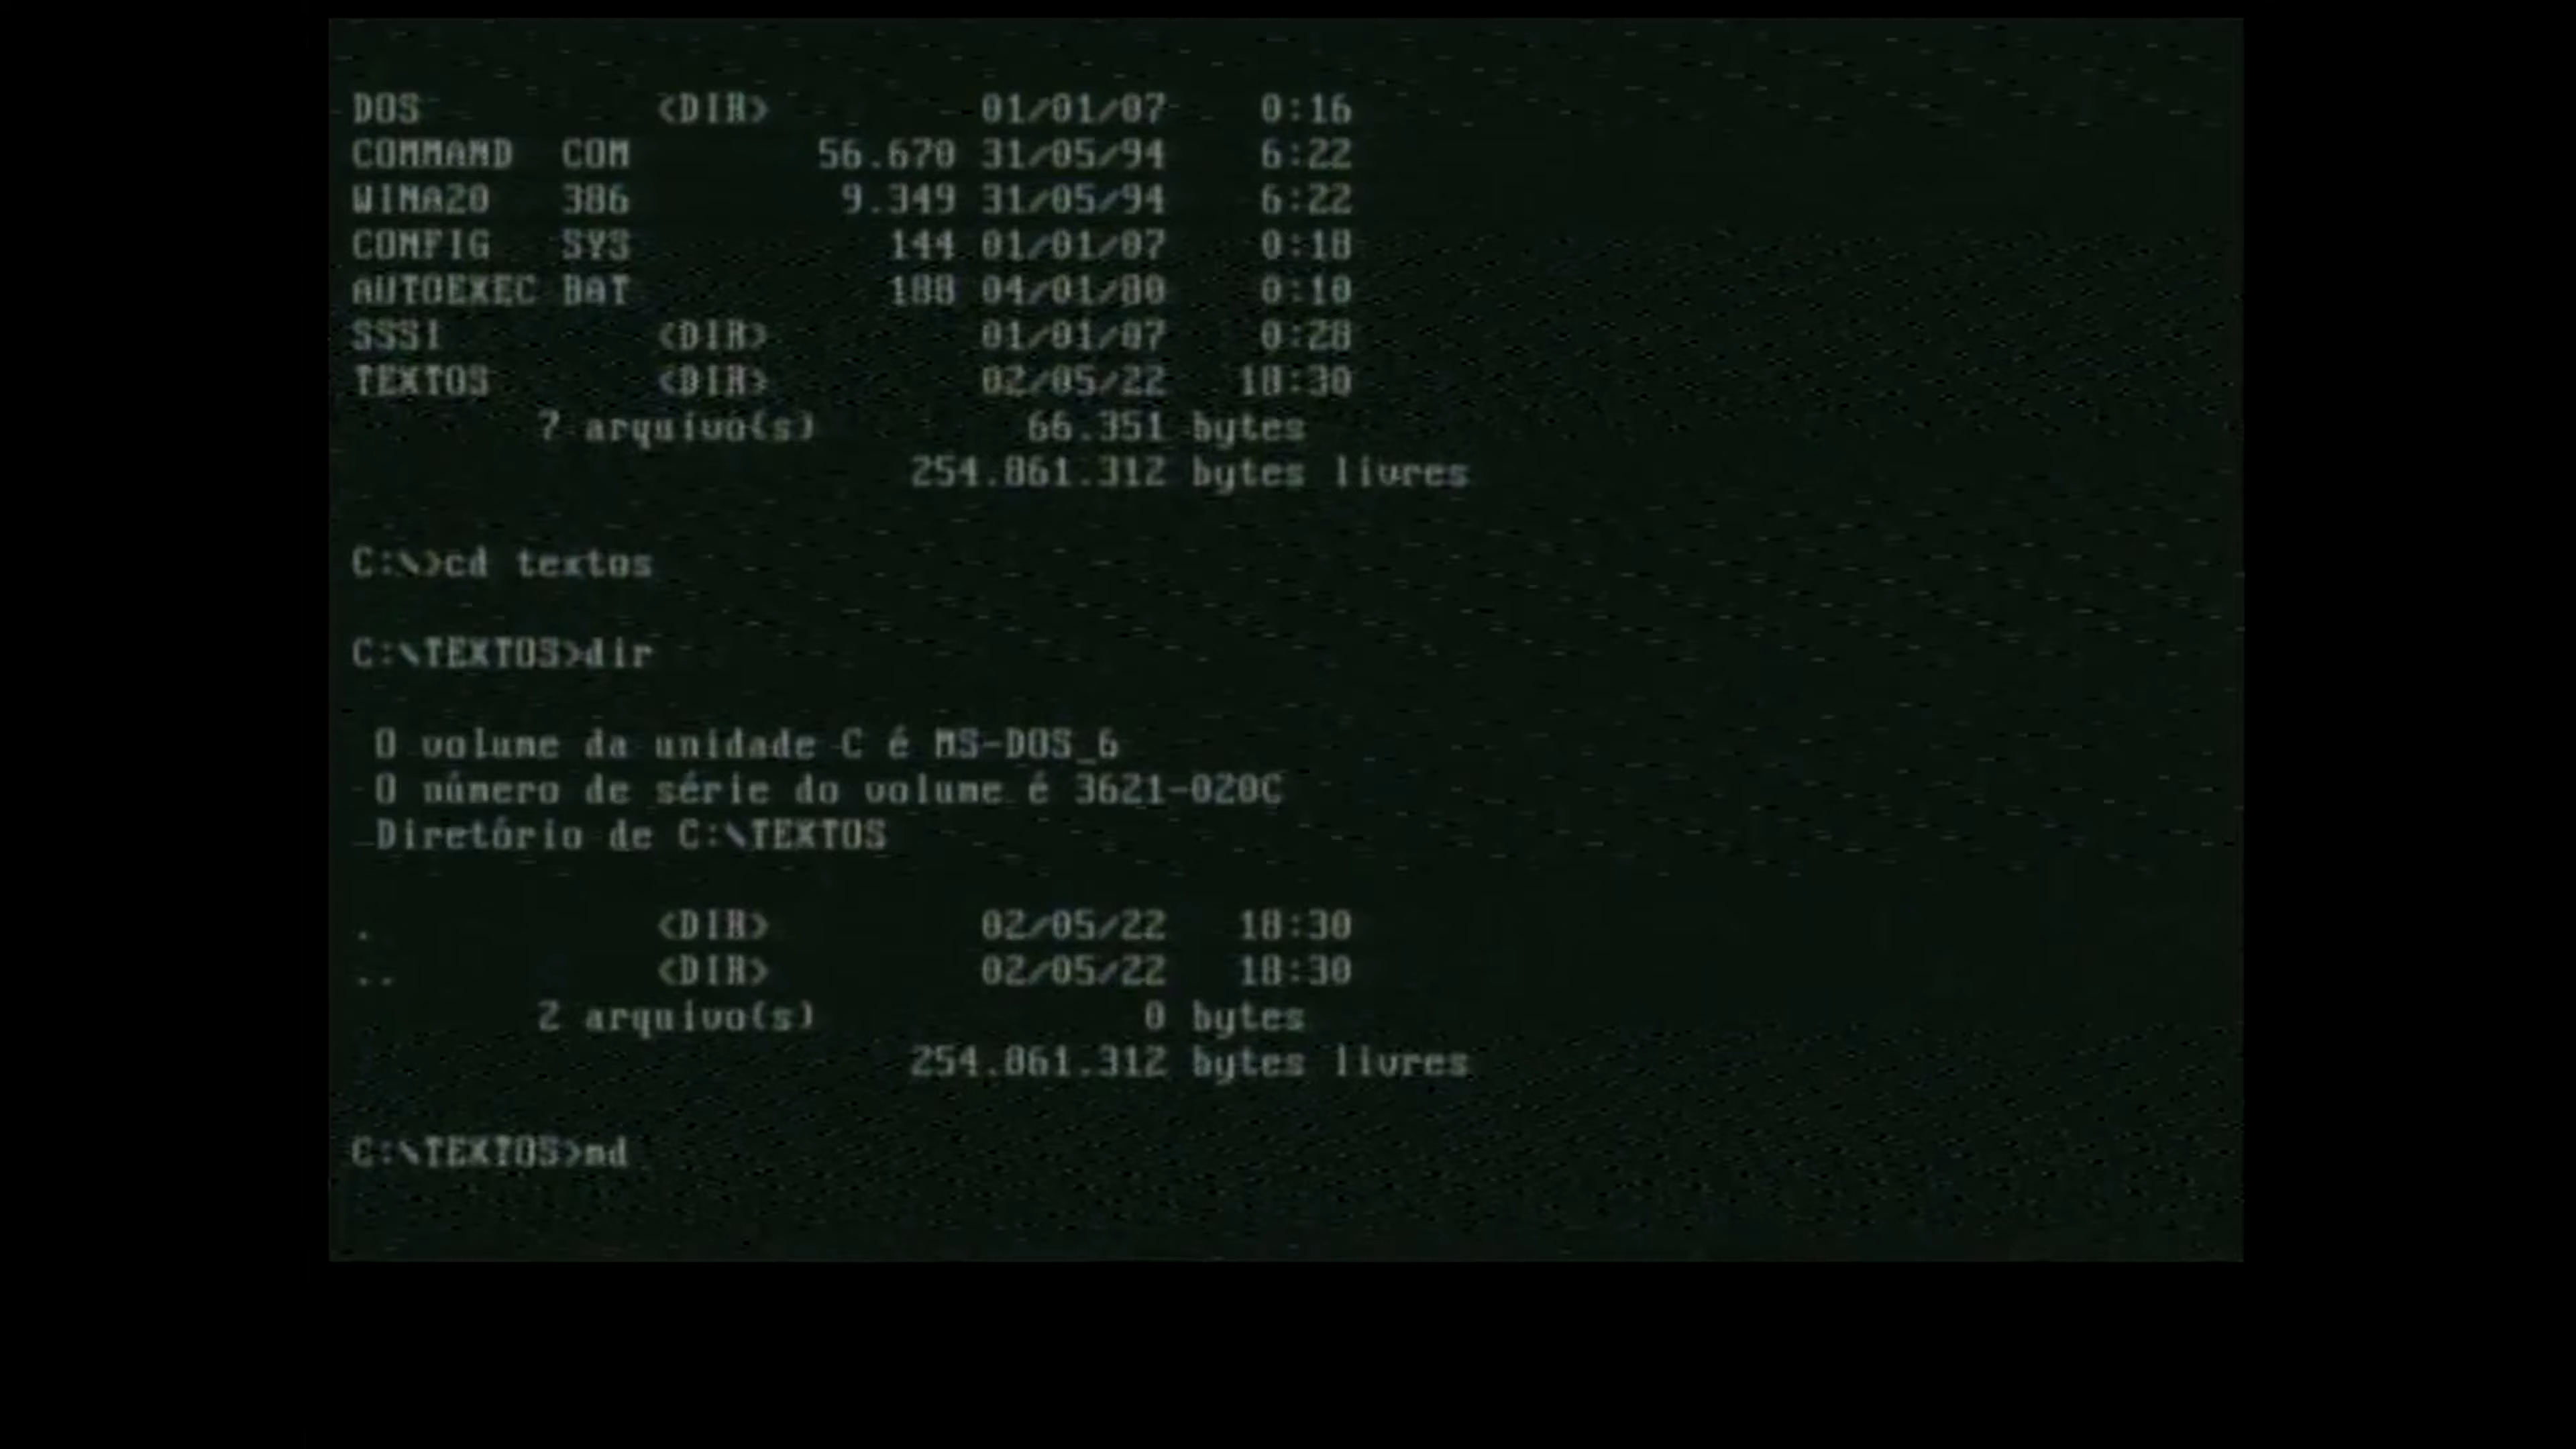 DOS <DIR> 01/01/07 0:16
COMMAND COM 56.670 31/05/94 6:22
WINA20 386 9.349 31/05/94 6:22
CONFIG SYS 144 01/01/07 0:18
AUTOEXEC BAT 188 04/01/80 0:10
SSS1 <DIR> 01/01/07 0:28
TEXTOS <DIR> 02/05/22 18:30
7 arquivo(s) 66.351 bytes
254.861.312 bytes livres
C:\>cd textos
C:\TEXTOS>dir
O volume da unidade C é MS-DOS_6
O número de série do volume é 3621-020C
Diretório de C:\TEXTOS
. <DIR> 02/05/22 18:30
.. <DIR> 02/05/22 18:30
2 arquivo(s) 0 bytes
254.861.312 bytes livres
C:\TEXTOS>md